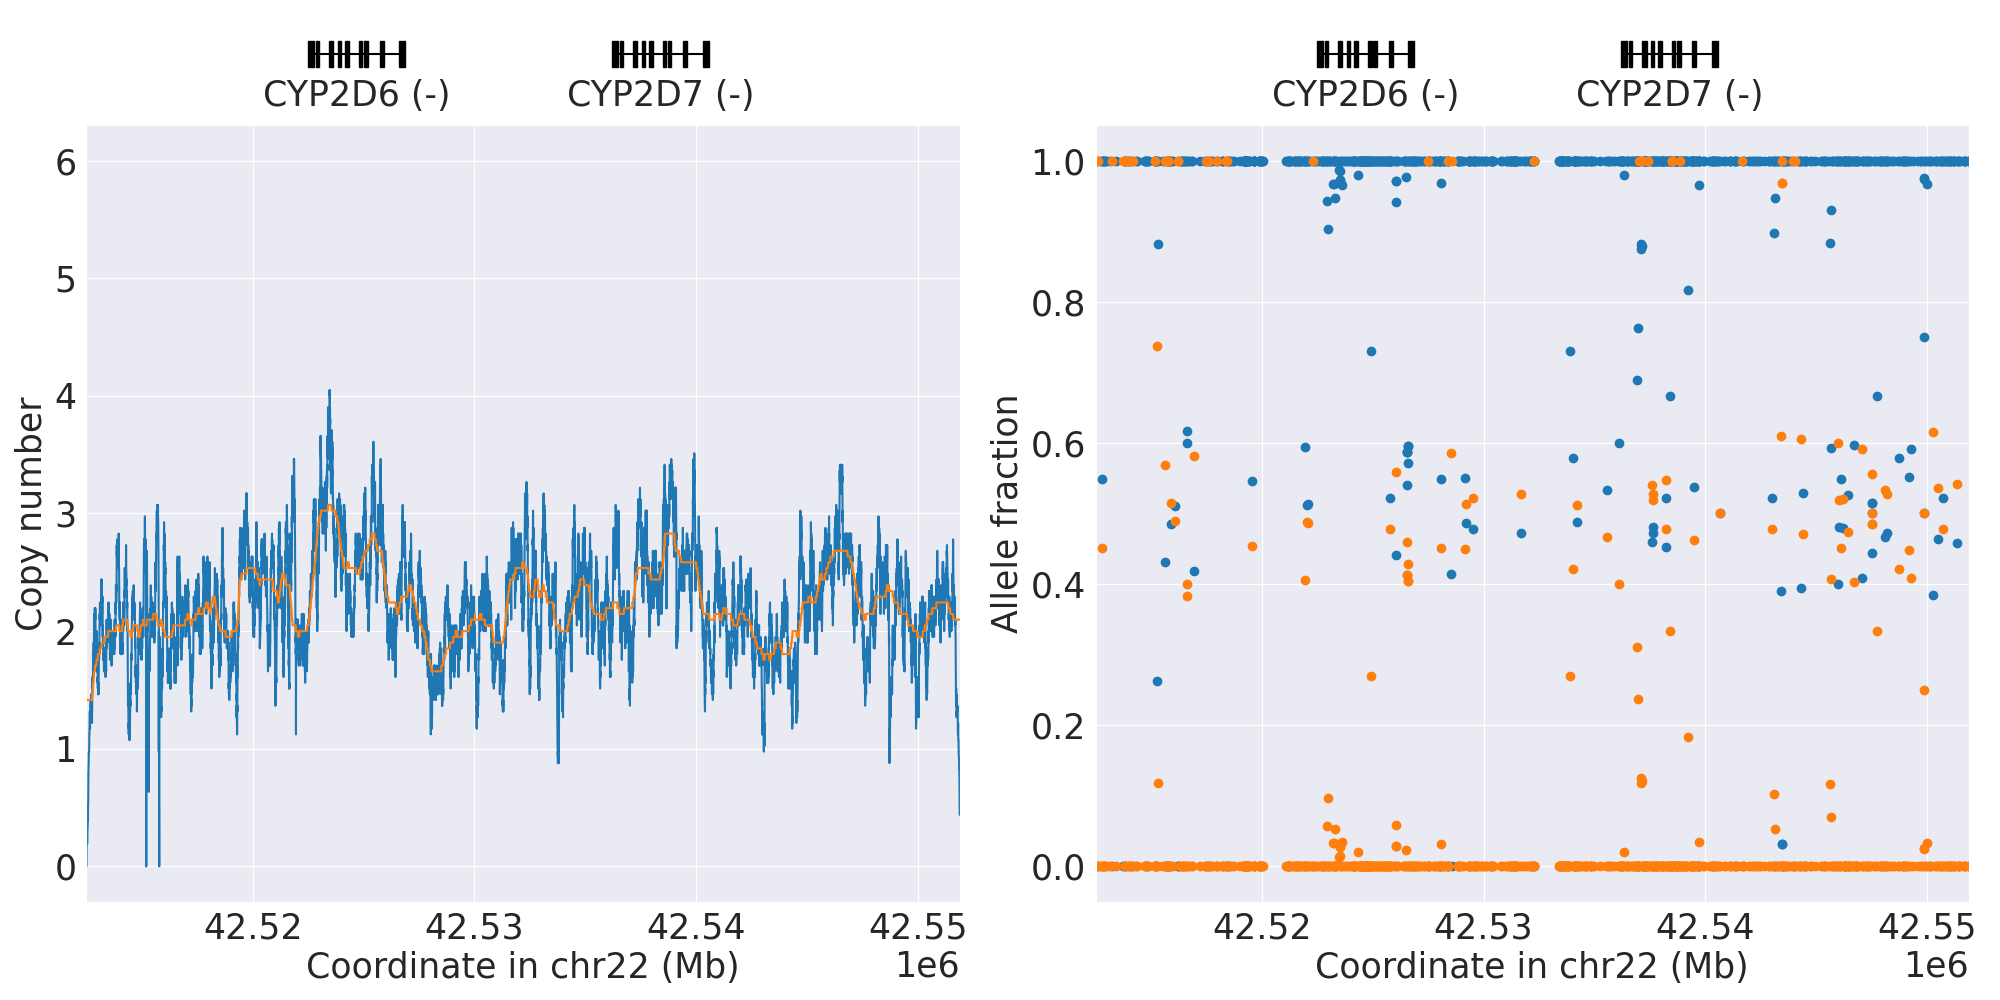 CYP2D6 (-) CYP2D7 (-)
6
5
4
3
2
1
0
Copy number
42.52 42.53 42.54 42.55
Coordinate in chr22 (Mb) 1e6
CYP2D6 (-) CYP2D7 (-)
1.0
0.8
0.6
0.4
0.2
0.0
Allele fraction
42.52 42.53 42.54 42.55
Coordinate in chr22 (Mb) 1e6